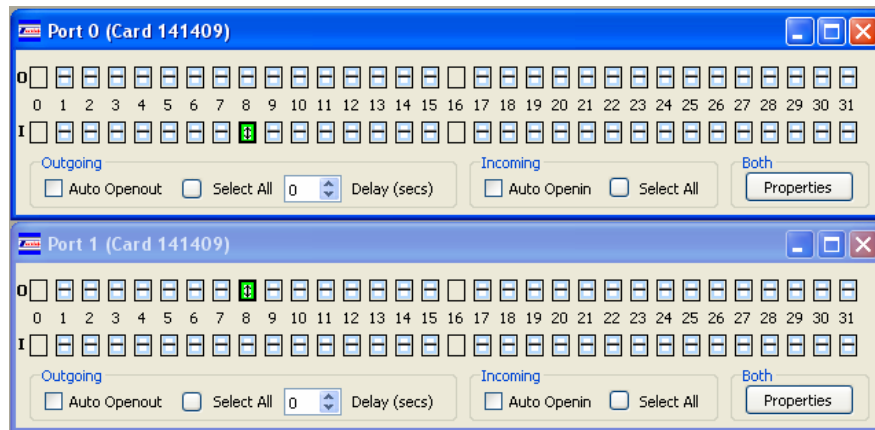 Port 0 (Card 141409)
O
0 1 2 3 4 5 6 7 8 9 10 11 12 13 14 15 16 17 18 19 20 21 22 23 24 25 26 27 28 29 30 31
I
Outgoing Incoming Both
Auto Openout Select All 0 Delay (secs) Auto Openin Select All Properties
Port 1 (Card 141409)
O
0 1 2 3 4 5 6 7 8 9 10 11 12 13 14 15 16 17 18 19 20 21 22 23 24 25 26 27 28 29 30 31
I
Outgoing Incoming Both
Auto Openout Select All 0 Delay (secs) Auto Openin Select All Properties